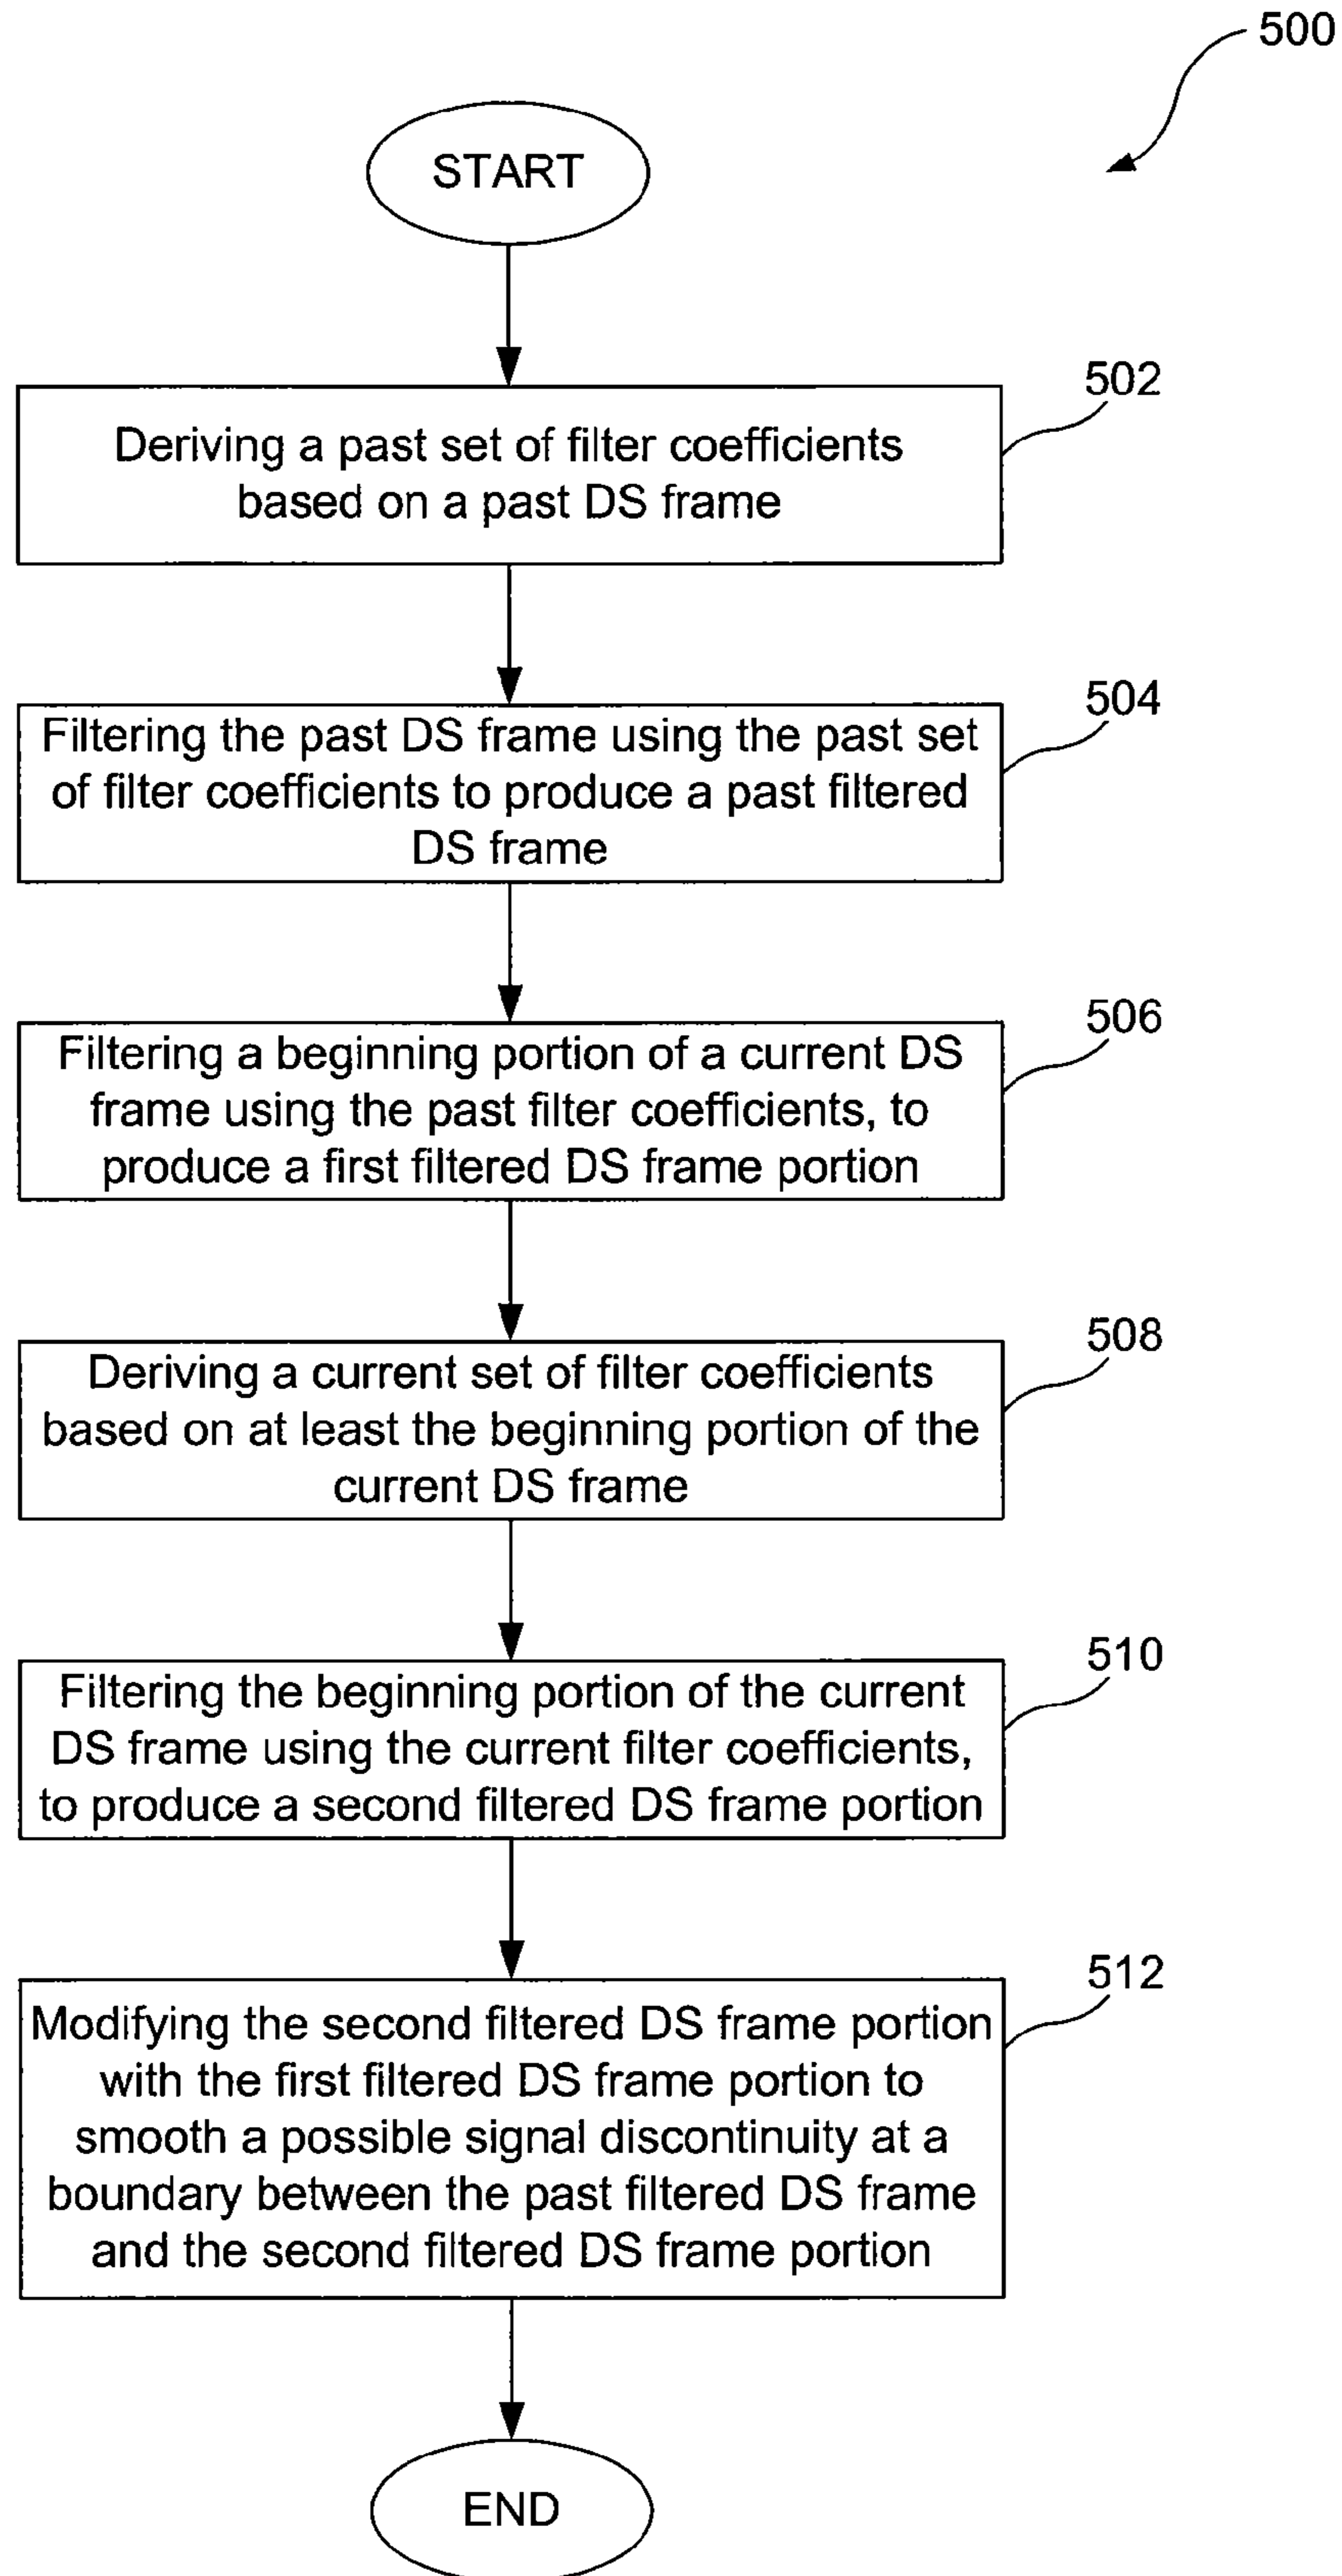 500
START
502
Deriving a past set of filter coefficients
based on a past DS frame
504
Filtering the past DS frame using the past set
of filter coefficients to produce a past filtered
DS frame
506
Filtering a beginning portion of a current DS
frame using the past filter coefficients, to
produce a first filtered DS frame portion
508
Deriving a current set of filter coefficients
based on at least the beginning portion of the
current DS frame
510
Filtering the beginning portion of the current
DS frame using the current filter coefficients,
to produce a second filtered DS frame portion
512
Modifying the second filtered DS frame portion
with the first filtered DS frame portion to
smooth a possible signal discontinuity at a
boundary between the past filtered DS frame
and the second filtered DS frame portion
END